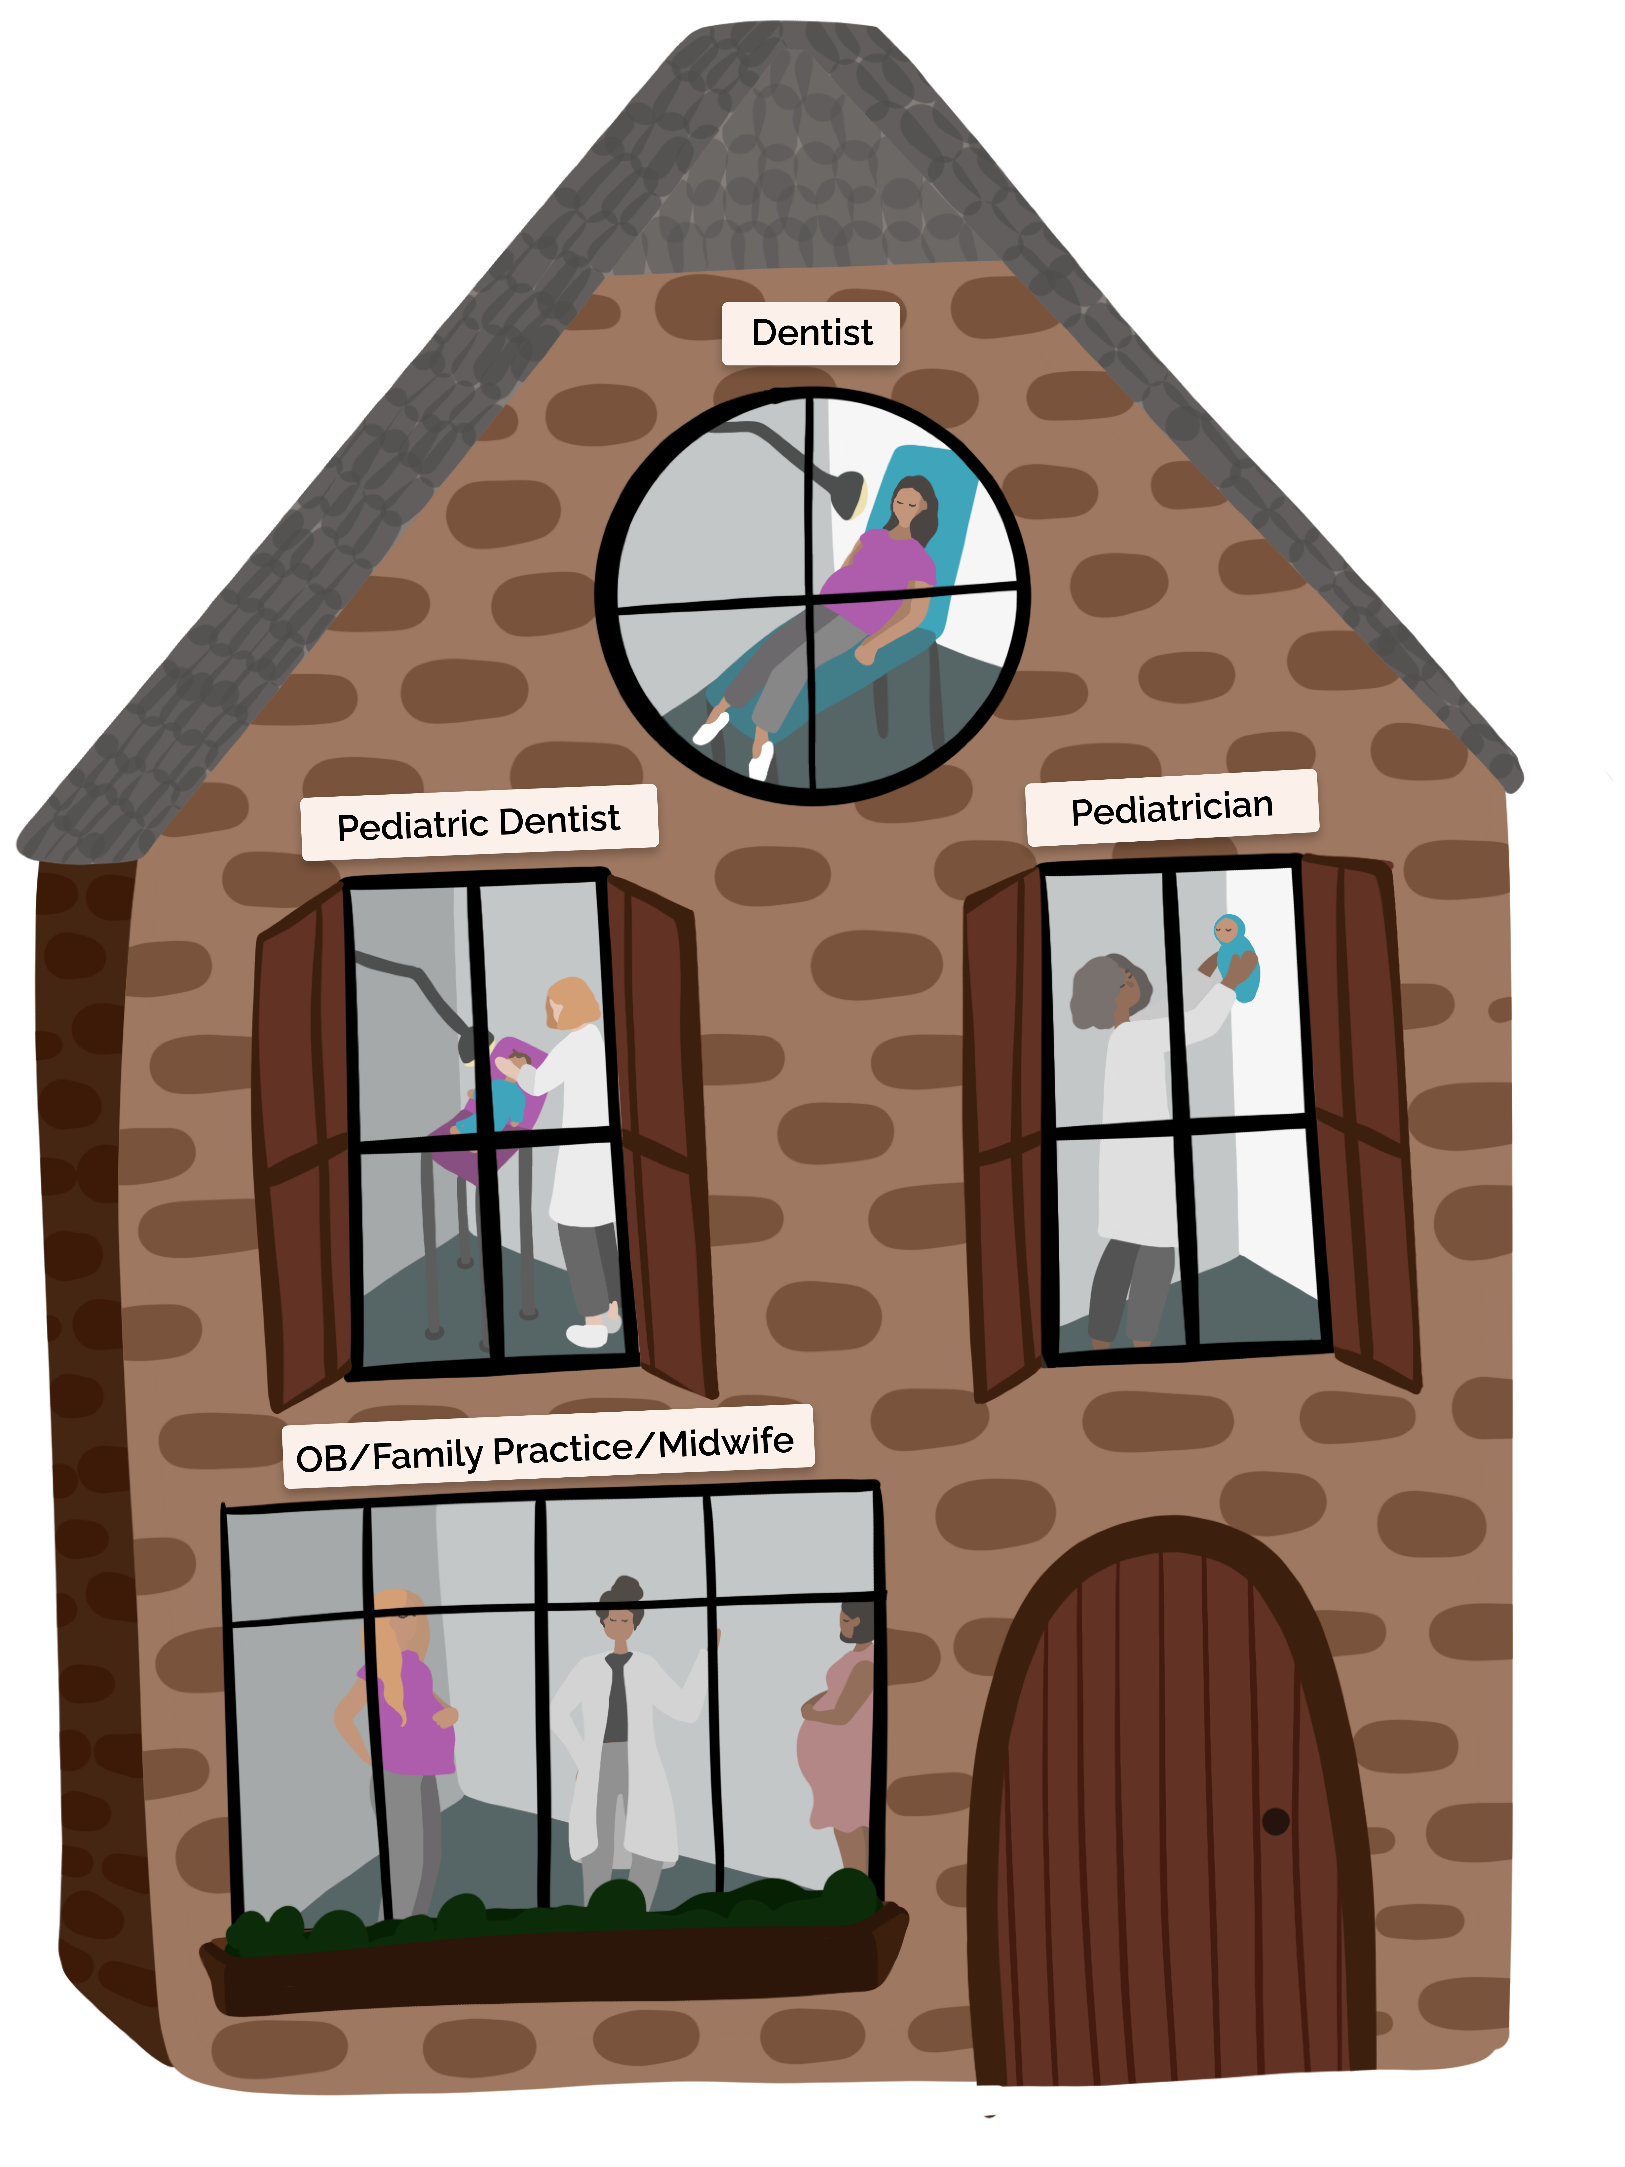 Dentist
Pediatric Dentist
Pediatrician
OB/Family Practice/Midwife